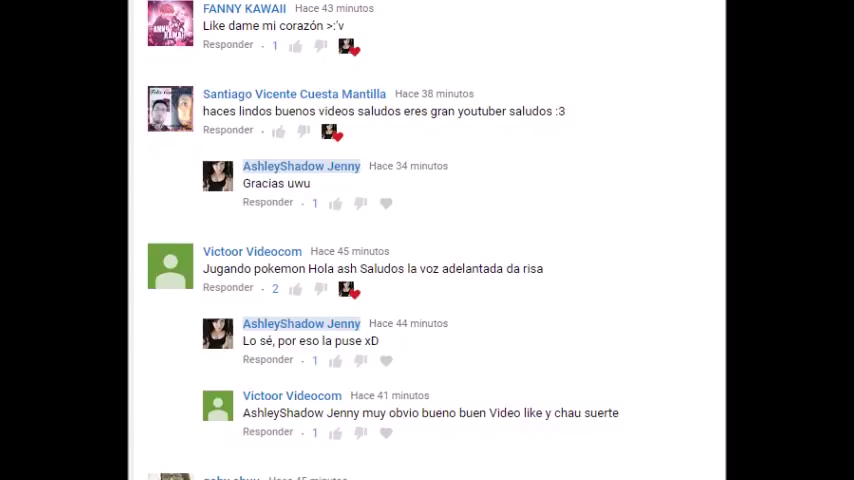 FANNY KAWAII Hace 43 minutos
Like dame mi corazón >:'v
Responder · 1
Santiago Vicente Cuesta Mantilla Hace 38 minutos
haces lindos buenos videos saludos eres gran youtuber saludos :3
Responder ·
AshleyShadow Jenny Hace 34 minutos
Gracias uwu
Responder · 1
Victoor Videocom Hace 45 minutos
Jugando pokemon Hola ash Saludos la voz adelantada da risa
Responder · 2
AshleyShadow Jenny Hace 44 minutos
Lo sé, por eso la puse xD
Responder · 1
Victoor Videocom Hace 41 minutos
AshleyShadow Jenny muy obvio bueno buen Video like y chau suerte
Responder · 1